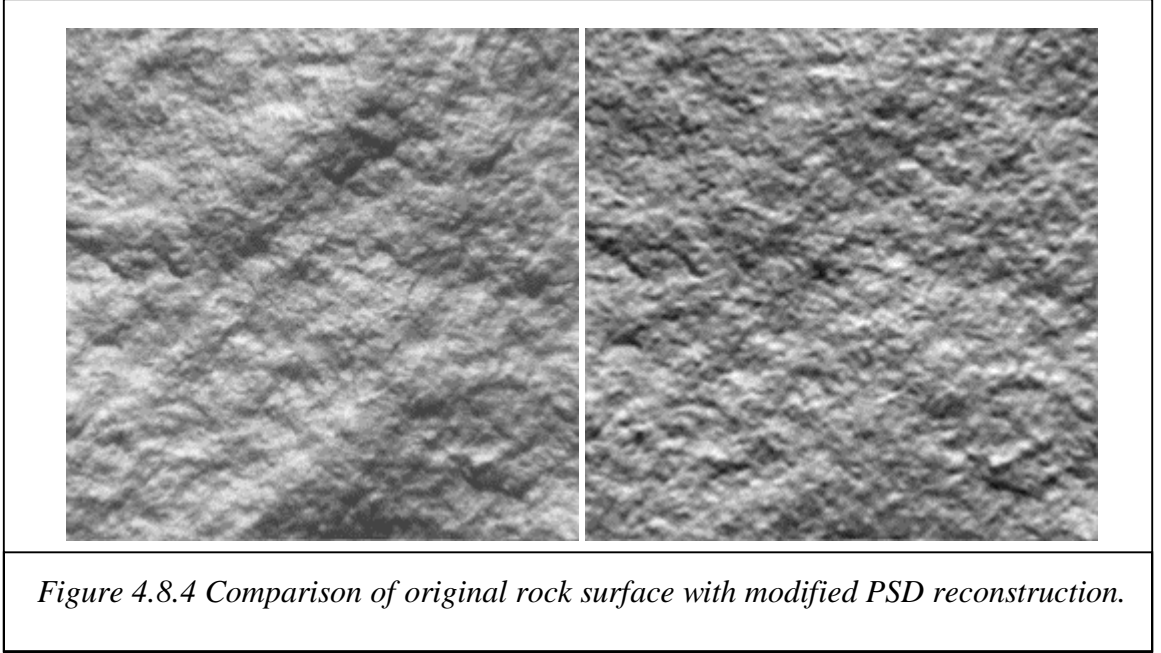 Figure 4.8.4 Comparison of original rock surface with modified PSD reconstruction.